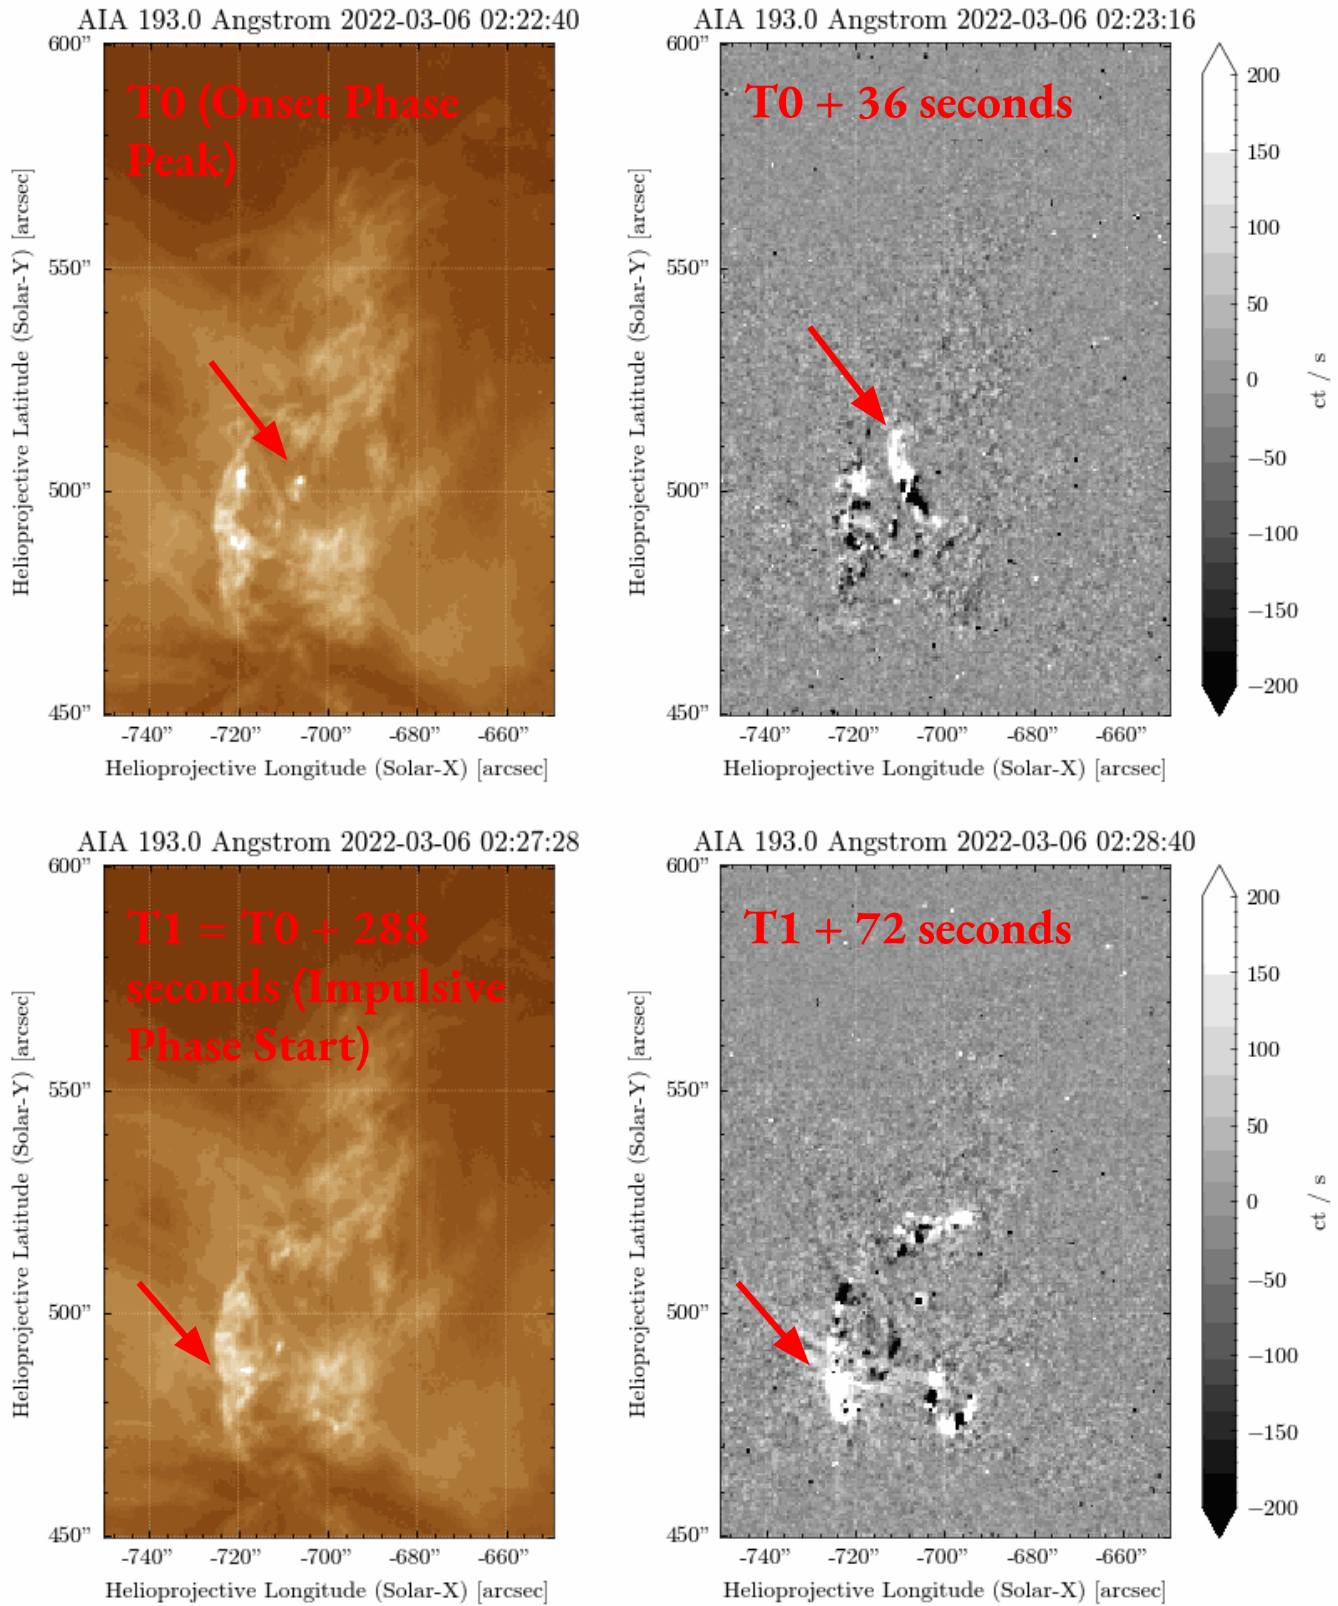 AIA 193.0 Angstrom 2022-03-06 02:22:40
T0 (Onset Phase
Peak)
600”
550”
500”
450”
-740” -720” -700” -680” -660”
Helioprojective Longitude (Solar-X) [arcsec]
Helioprojective Latitude (Solar-Y) [arcsec]
AIA 193.0 Angstrom 2022-03-06 02:23:16
T0 + 36 seconds
600”
550”
500”
450”
-740” -720” -700” -680” -660”
Helioprojective Longitude (Solar-X) [arcsec]
Helioprojective Latitude (Solar-Y) [arcsec]
200
150
100
50
0
−50
−100
−150
−200
ct / s
AIA 193.0 Angstrom 2022-03-06 02:27:28
T1 = T0 + 288
seconds (Impulsive
Phase Start)
600”
550”
500”
450”
-740” -720” -700” -680” -660”
Helioprojective Longitude (Solar-X) [arcsec]
Helioprojective Latitude (Solar-Y) [arcsec]
AIA 193.0 Angstrom 2022-03-06 02:28:40
T1 + 72 seconds
600”
550”
500”
450”
-740” -720” -700” -680” -660”
Helioprojective Longitude (Solar-X) [arcsec]
Helioprojective Latitude (Solar-Y) [arcsec]
200
150
100
50
0
−50
−100
−150
−200
ct / s